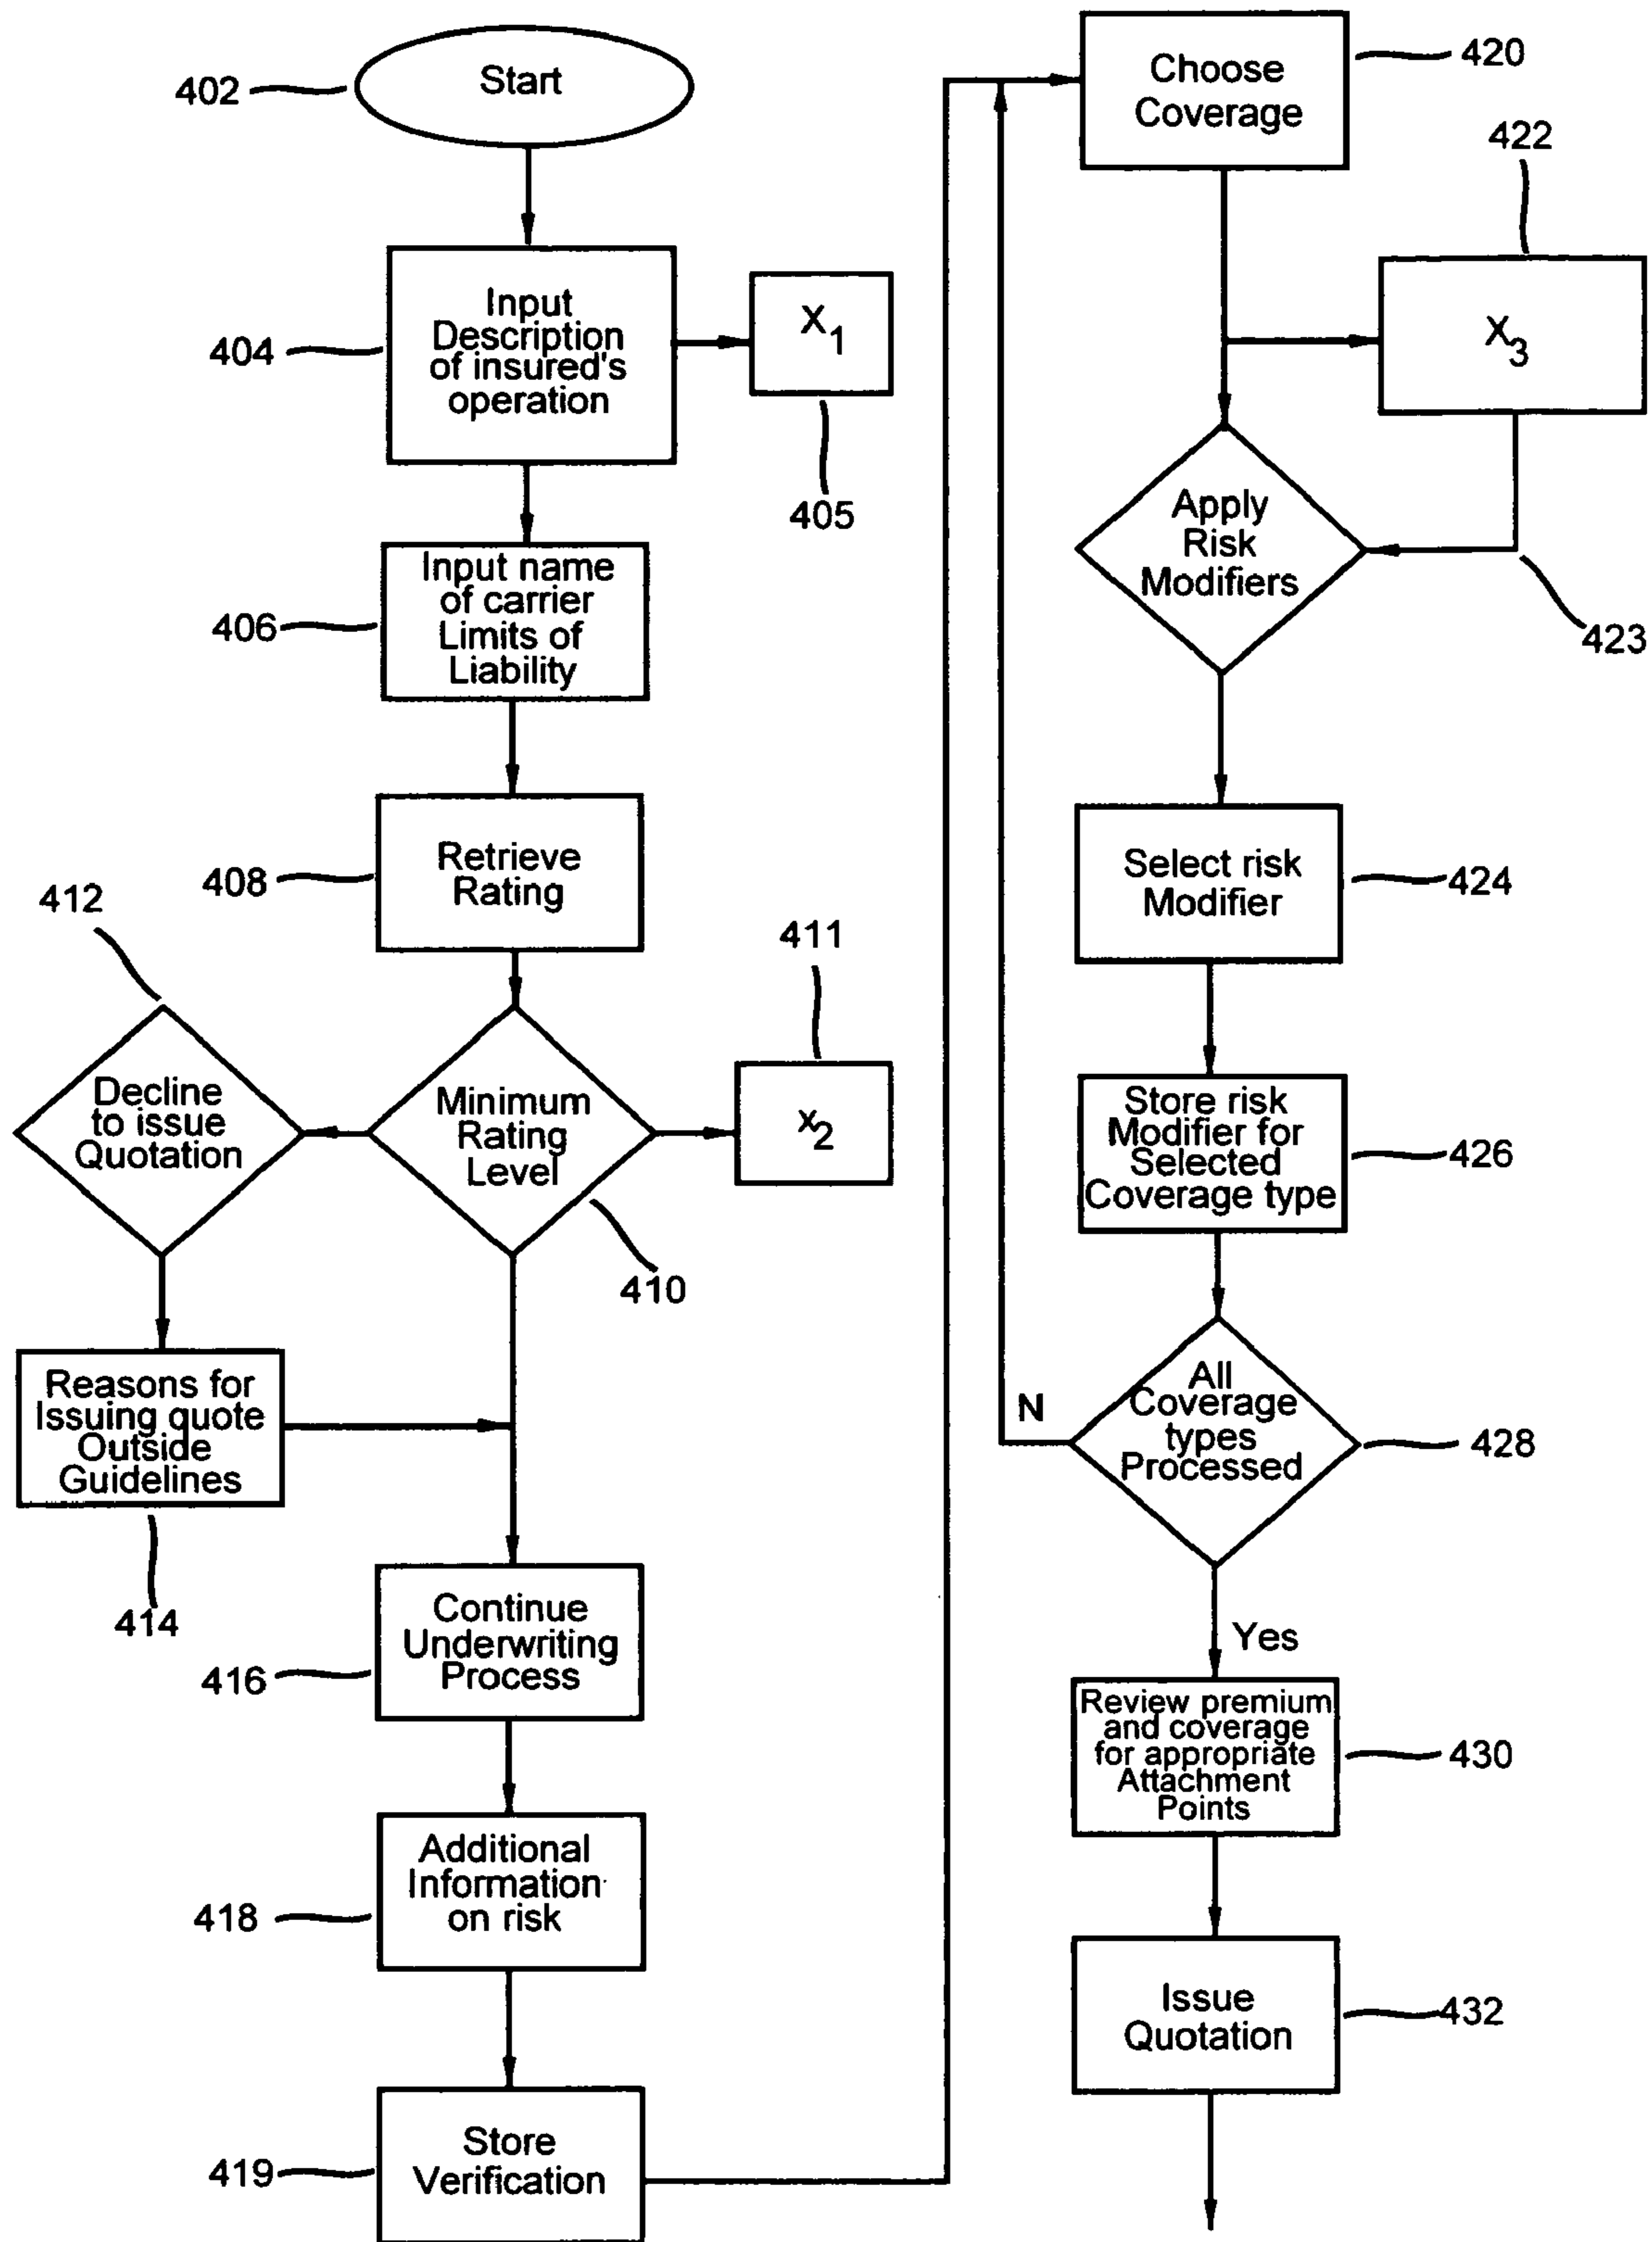 402
Start
404
Input
Description
of insured's
operation
X1
405
406
Input name
of carrier
Limits of
Liability
408
Retrieve
Rating
412
411
Decline
to issue
Quotation
Minimum
Rating
Level
x2
410
Reasons for
Issuing quote
Outside
Guidelines
414
416
Continue
Underwriting
Process
418
Additional
Information
on risk
419
Store
Verification
Choose
Coverage
420
422
X3
Apply
Risk
Modifiers
423
Select risk
Modifier
424
Store risk
Modifier for
Selected
Coverage type
426
N
All
Coverage
types
Processed
428
Yes
Review premium
and coverage
for appropriate
Attachment
Points
430
Issue
Quotation
432